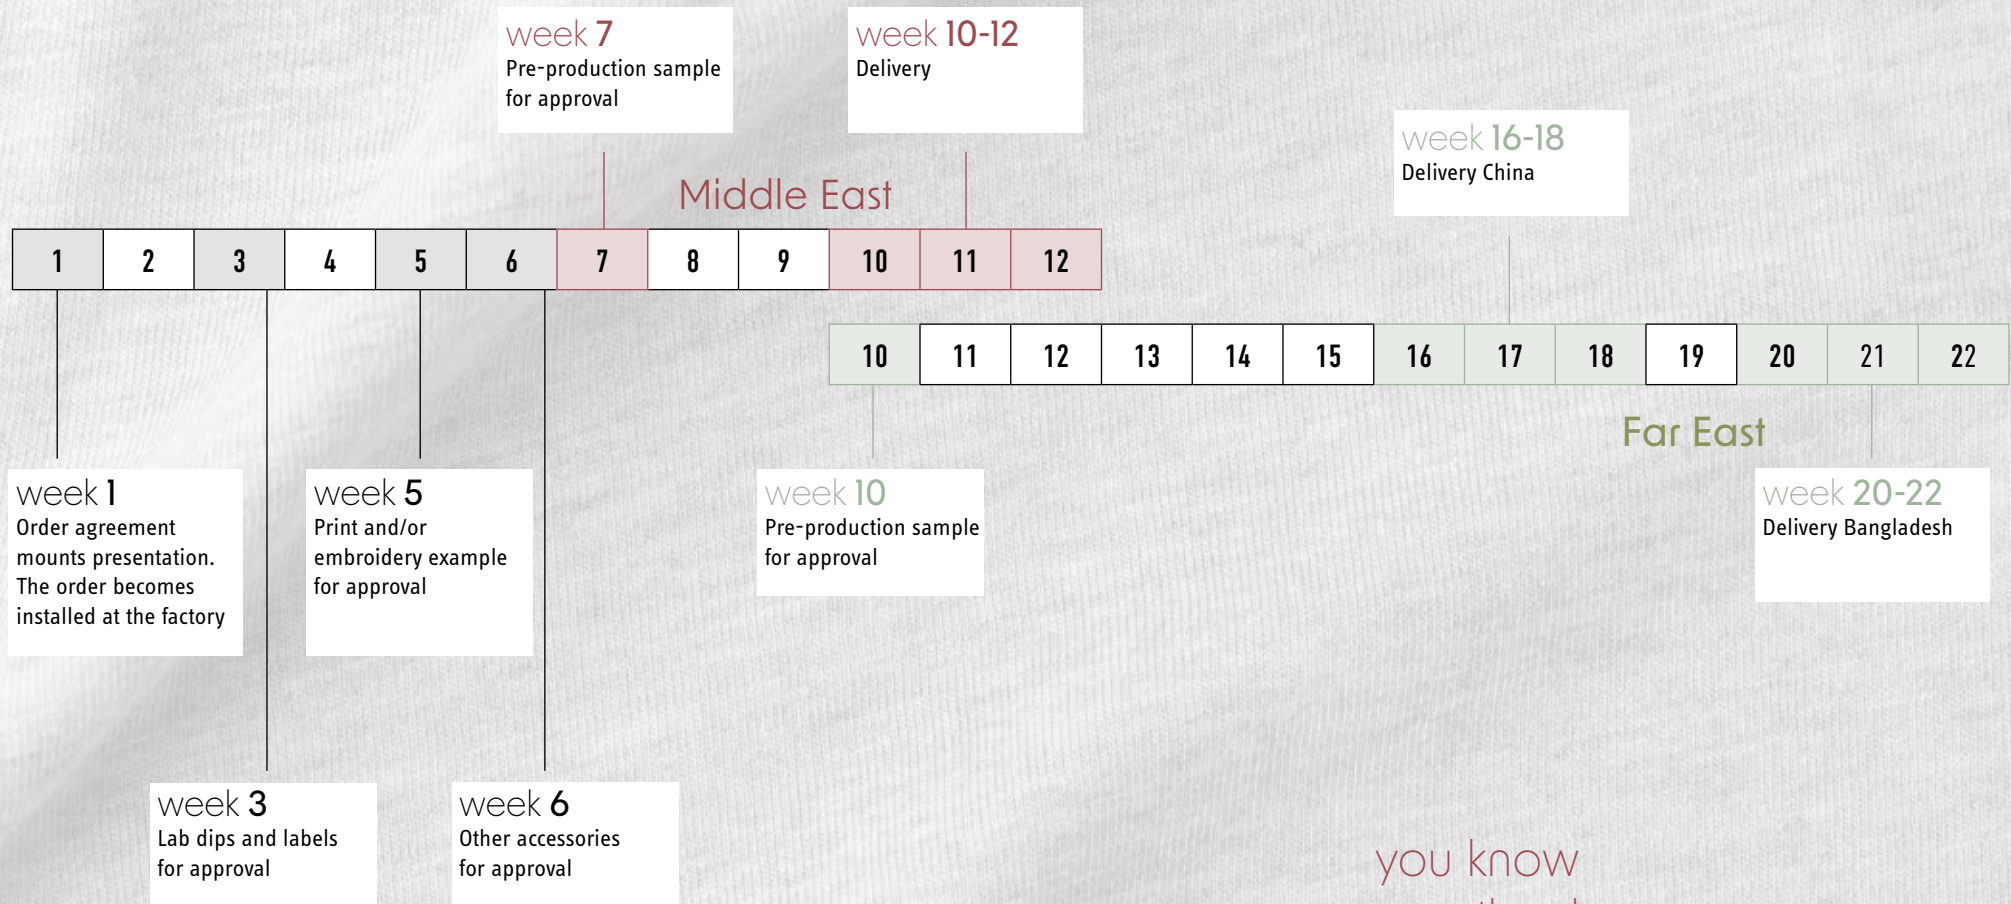 week 7
Pre-production sample
for approval
week 10-12
Delivery
week 16-18
Delivery China
Middle East
1 2 3 4 5 6 7 8 9 10 11 12
10 11 12 13 14 15 16 17 18 19 20 21 22
Far East
week 1
Order agreement
mounts presentation.
The order becomes
installed at the factory
week 5
Print and/or
embroidery example
for approval
week 10
Pre-production sample
for approval
week 20-22
Delivery Bangladesh
week 3
Lab dips and labels
for approval
week 6
Other accessories
for approval
you know